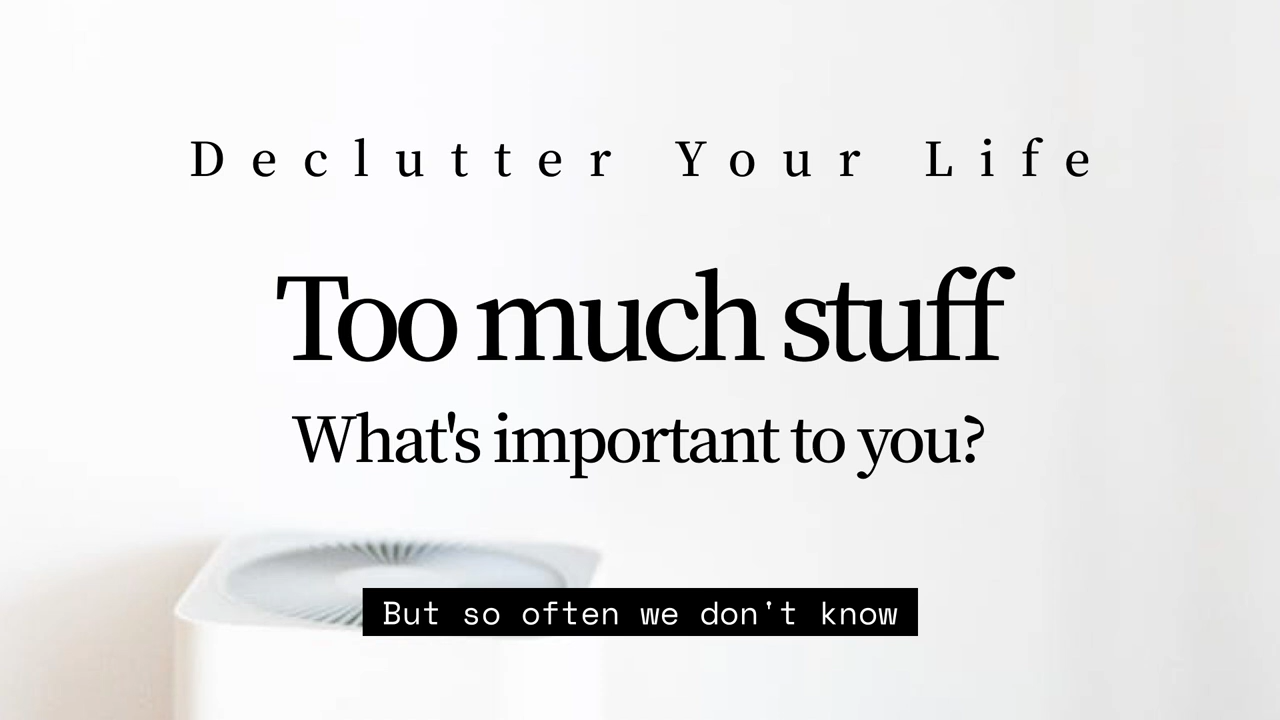 Declutter Your Life
Too much stuff
What's important to you?
But so often we don't know